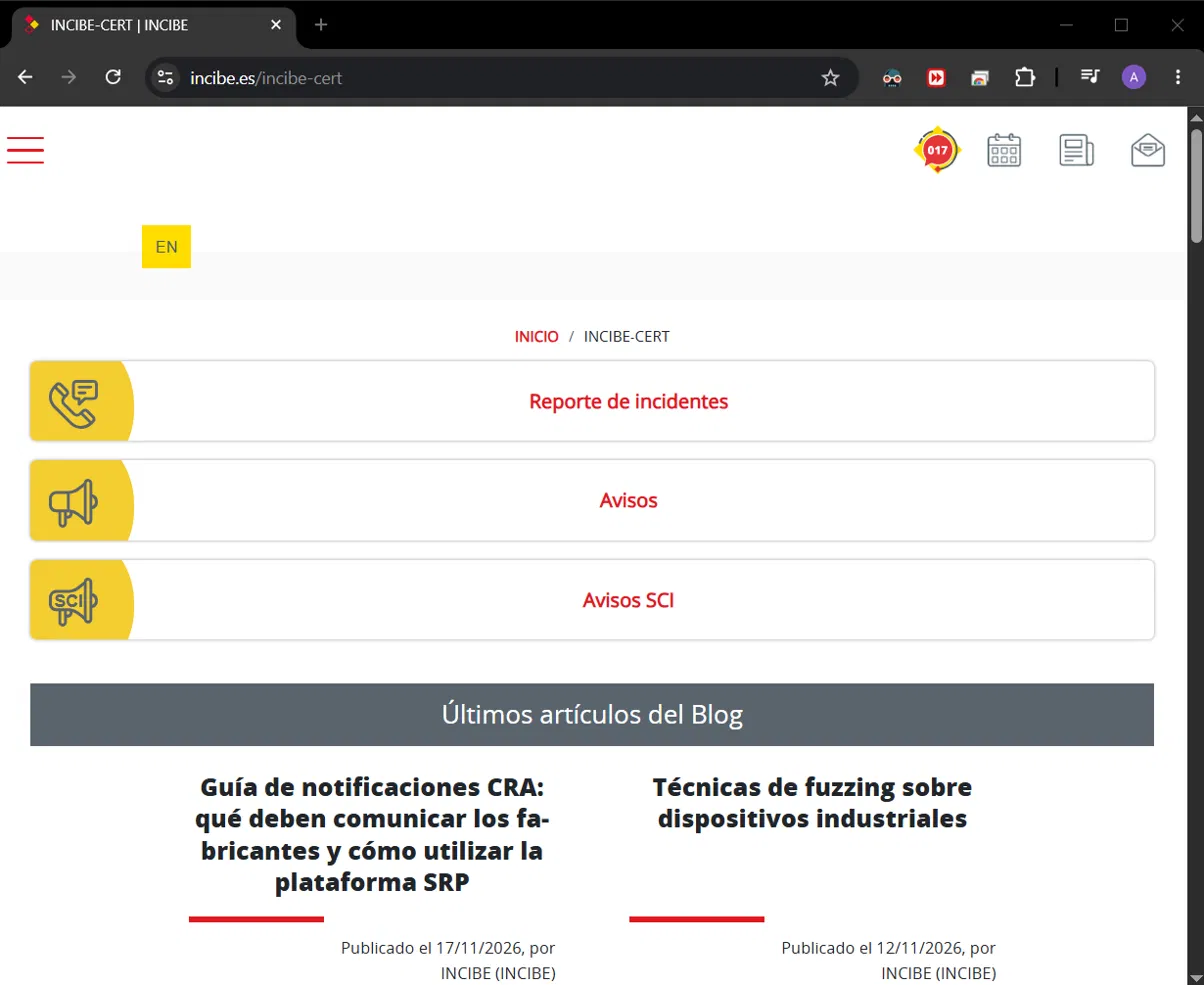 INCIBE-CERT | INCIBE
incibe.es/incibe-cert
A
017
EN
INICIO / INCIBE-CERT
Reporte de incidentes
Avisos
SCI
Avisos SCI
Últimos artículos del Blog
Guía de notificaciones CRA:
qué deben comunicar los fa-
bricantes y cómo utilizar la
plataforma SRP
Publicado el 17/11/2026, por
INCIBE (INCIBE)
Técnicas de fuzzing sobre
dispositivos industriales
Publicado el 12/11/2026, por
INCIBE (INCIBE)